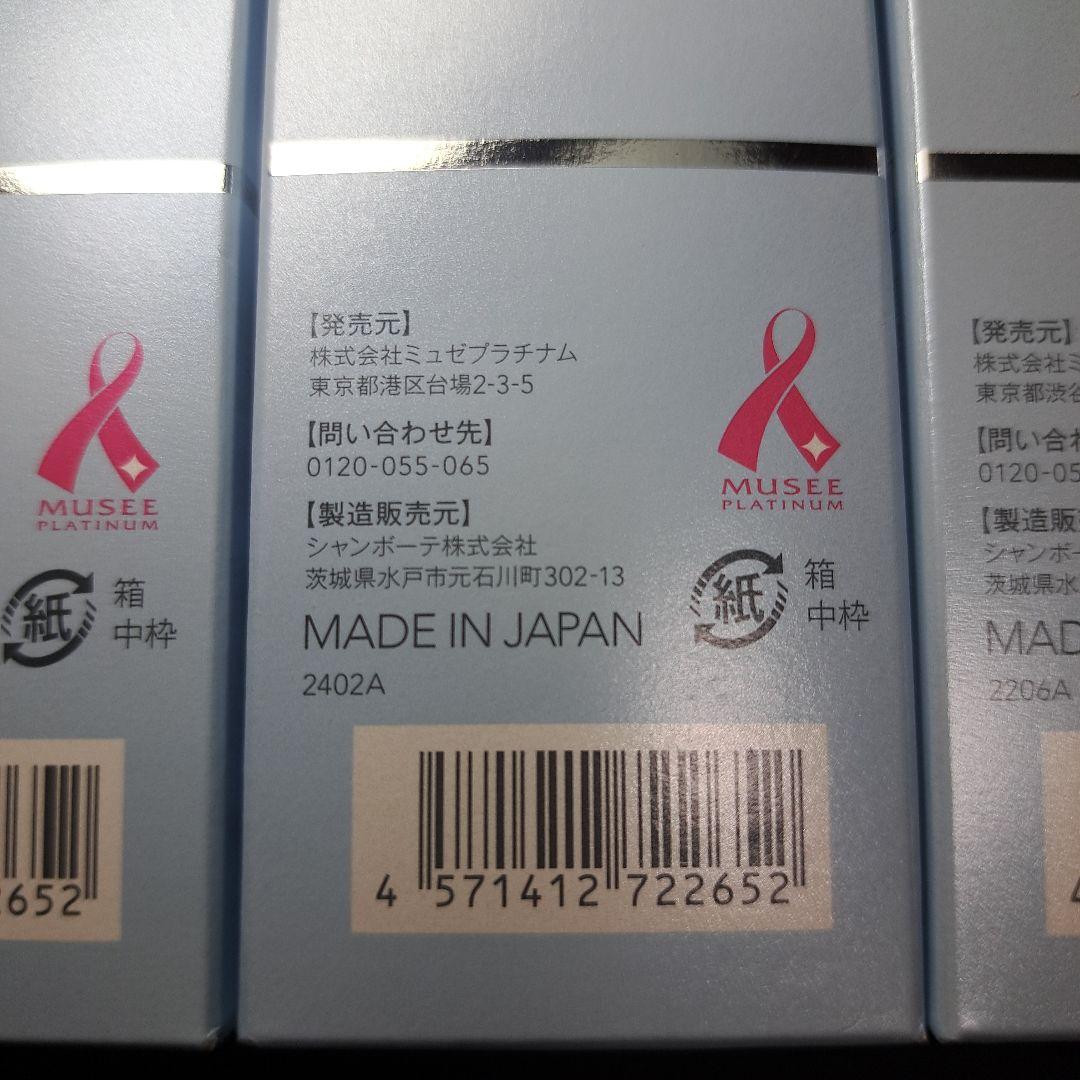 MUSEE
PLATINUM
紙
箱
中枠
2652
【発売元】
株式会社ミュゼプラチナム
東京都港区台場2-3-5
【問い合わせ先】
0120-055-065
【製造販売元】
シャンボーテ株式会社
茨城県水戸市元石川町302-13
MADE IN JAPAN
2402A
MUSEE
PLATINUM
紙
箱
中枠
4 571412 722652
【発売元】
株式会社ミ
東京都渋谷
【問い合わ
0120-05
【製造販売
シャンボー
茨城県水
MAD
2206A
4